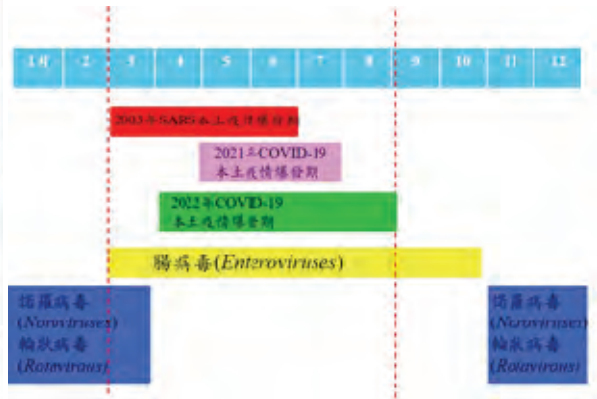 1月 2 3 4 5 6 7 8 9 10 11 12
2003年SARS本土疫情爆發期
2021年COVID-19
本土疫情爆發期
2022年COVID-19
本土疫情爆發期
腸病毒(Enteroviruses)
諾羅病毒
(Noroviruses)
輪狀病毒
(Rotavirous)
諾羅病毒
(Noroviruses)
輪狀病毒
(Rotavirous)